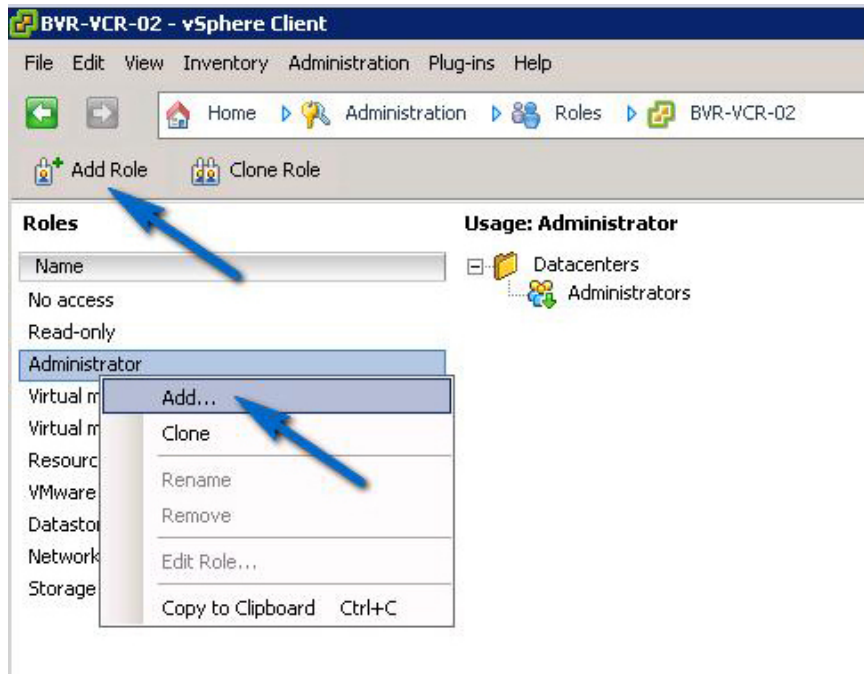 BVR-VCR-02 - vSphere Client
File Edit View Inventory Administration Plug-ins Help
Home Administration Roles BVR-VCR-02
Add Role Clone Role
Roles
Name
No access
Read-only
Administrator
Virtual m
Virtual m
Resourc
VMware
Datastor
Network
Storage
Add...
Clone
Rename
Remove
Edit Role...
Copy to Clipboard Ctrl+C
Usage: Administrator
Datacenters
Administrators